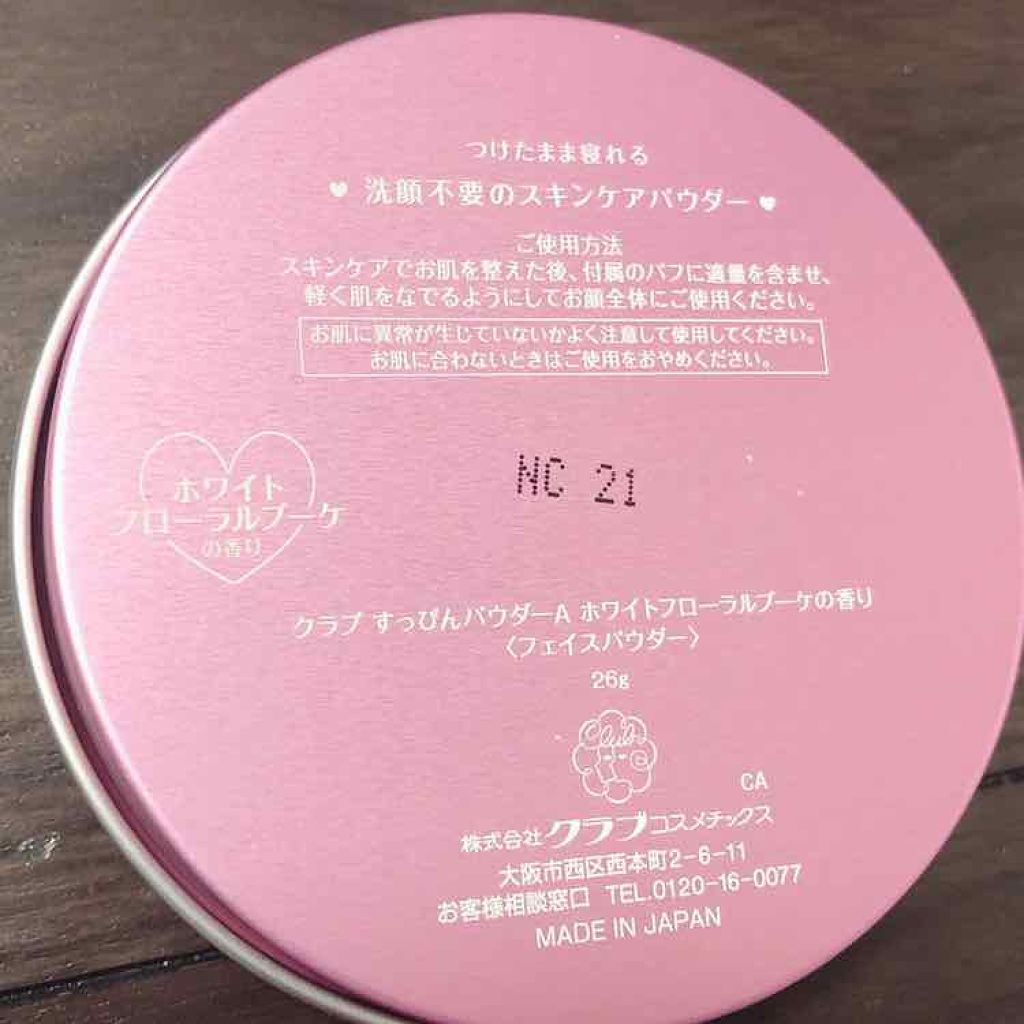 つけたまま寝れる
♥ 洗顔不要のスキンケアパウダー ♥
ご使用方法
スキンケアでお肌を整えた後、付属のパフに適量を含ませ、
軽く肌をなでるようにしてお顔全体にご使用ください。
お肌に異常が生じていないかよく注意して使用してください。
お肌に合わないときはご使用をおやめください。
ホワイト
フローラルブーケ
の香り
NC 21
クラブ すっぴんパウダーA ホワイトフローラルブーケの香り
〈フェイスパウダー〉
26g
Club
CA
株式会社クラブコスメチックス
大阪市西区西本町2-6-11
お客様相談窓口 TEL.0120-16-0077
MADE IN JAPAN